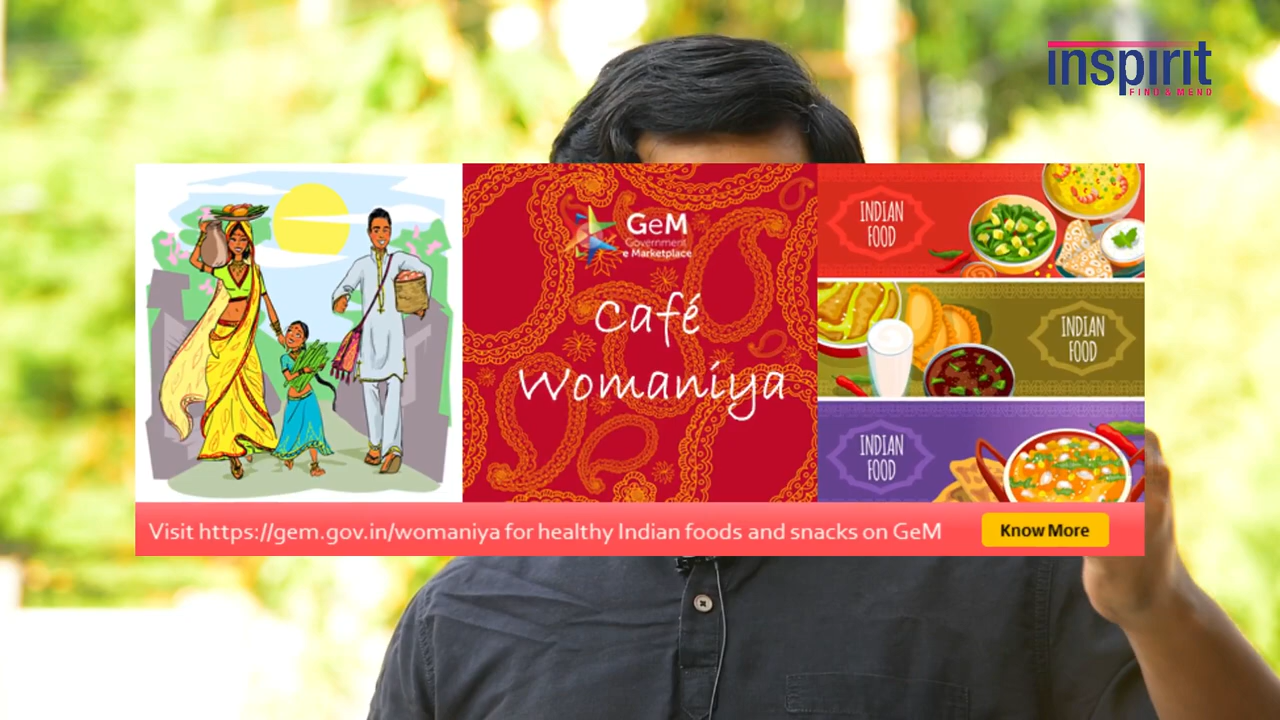 inspirit
FIND & MEND
GeM
Government
e Marketplace
Café
Womaniya
INDIAN
FOOD
INDIAN
FOOD
INDIAN
FOOD
Visit https://gem.gov.in/womaniya for healthy Indian foods and snacks on GeM
Know More